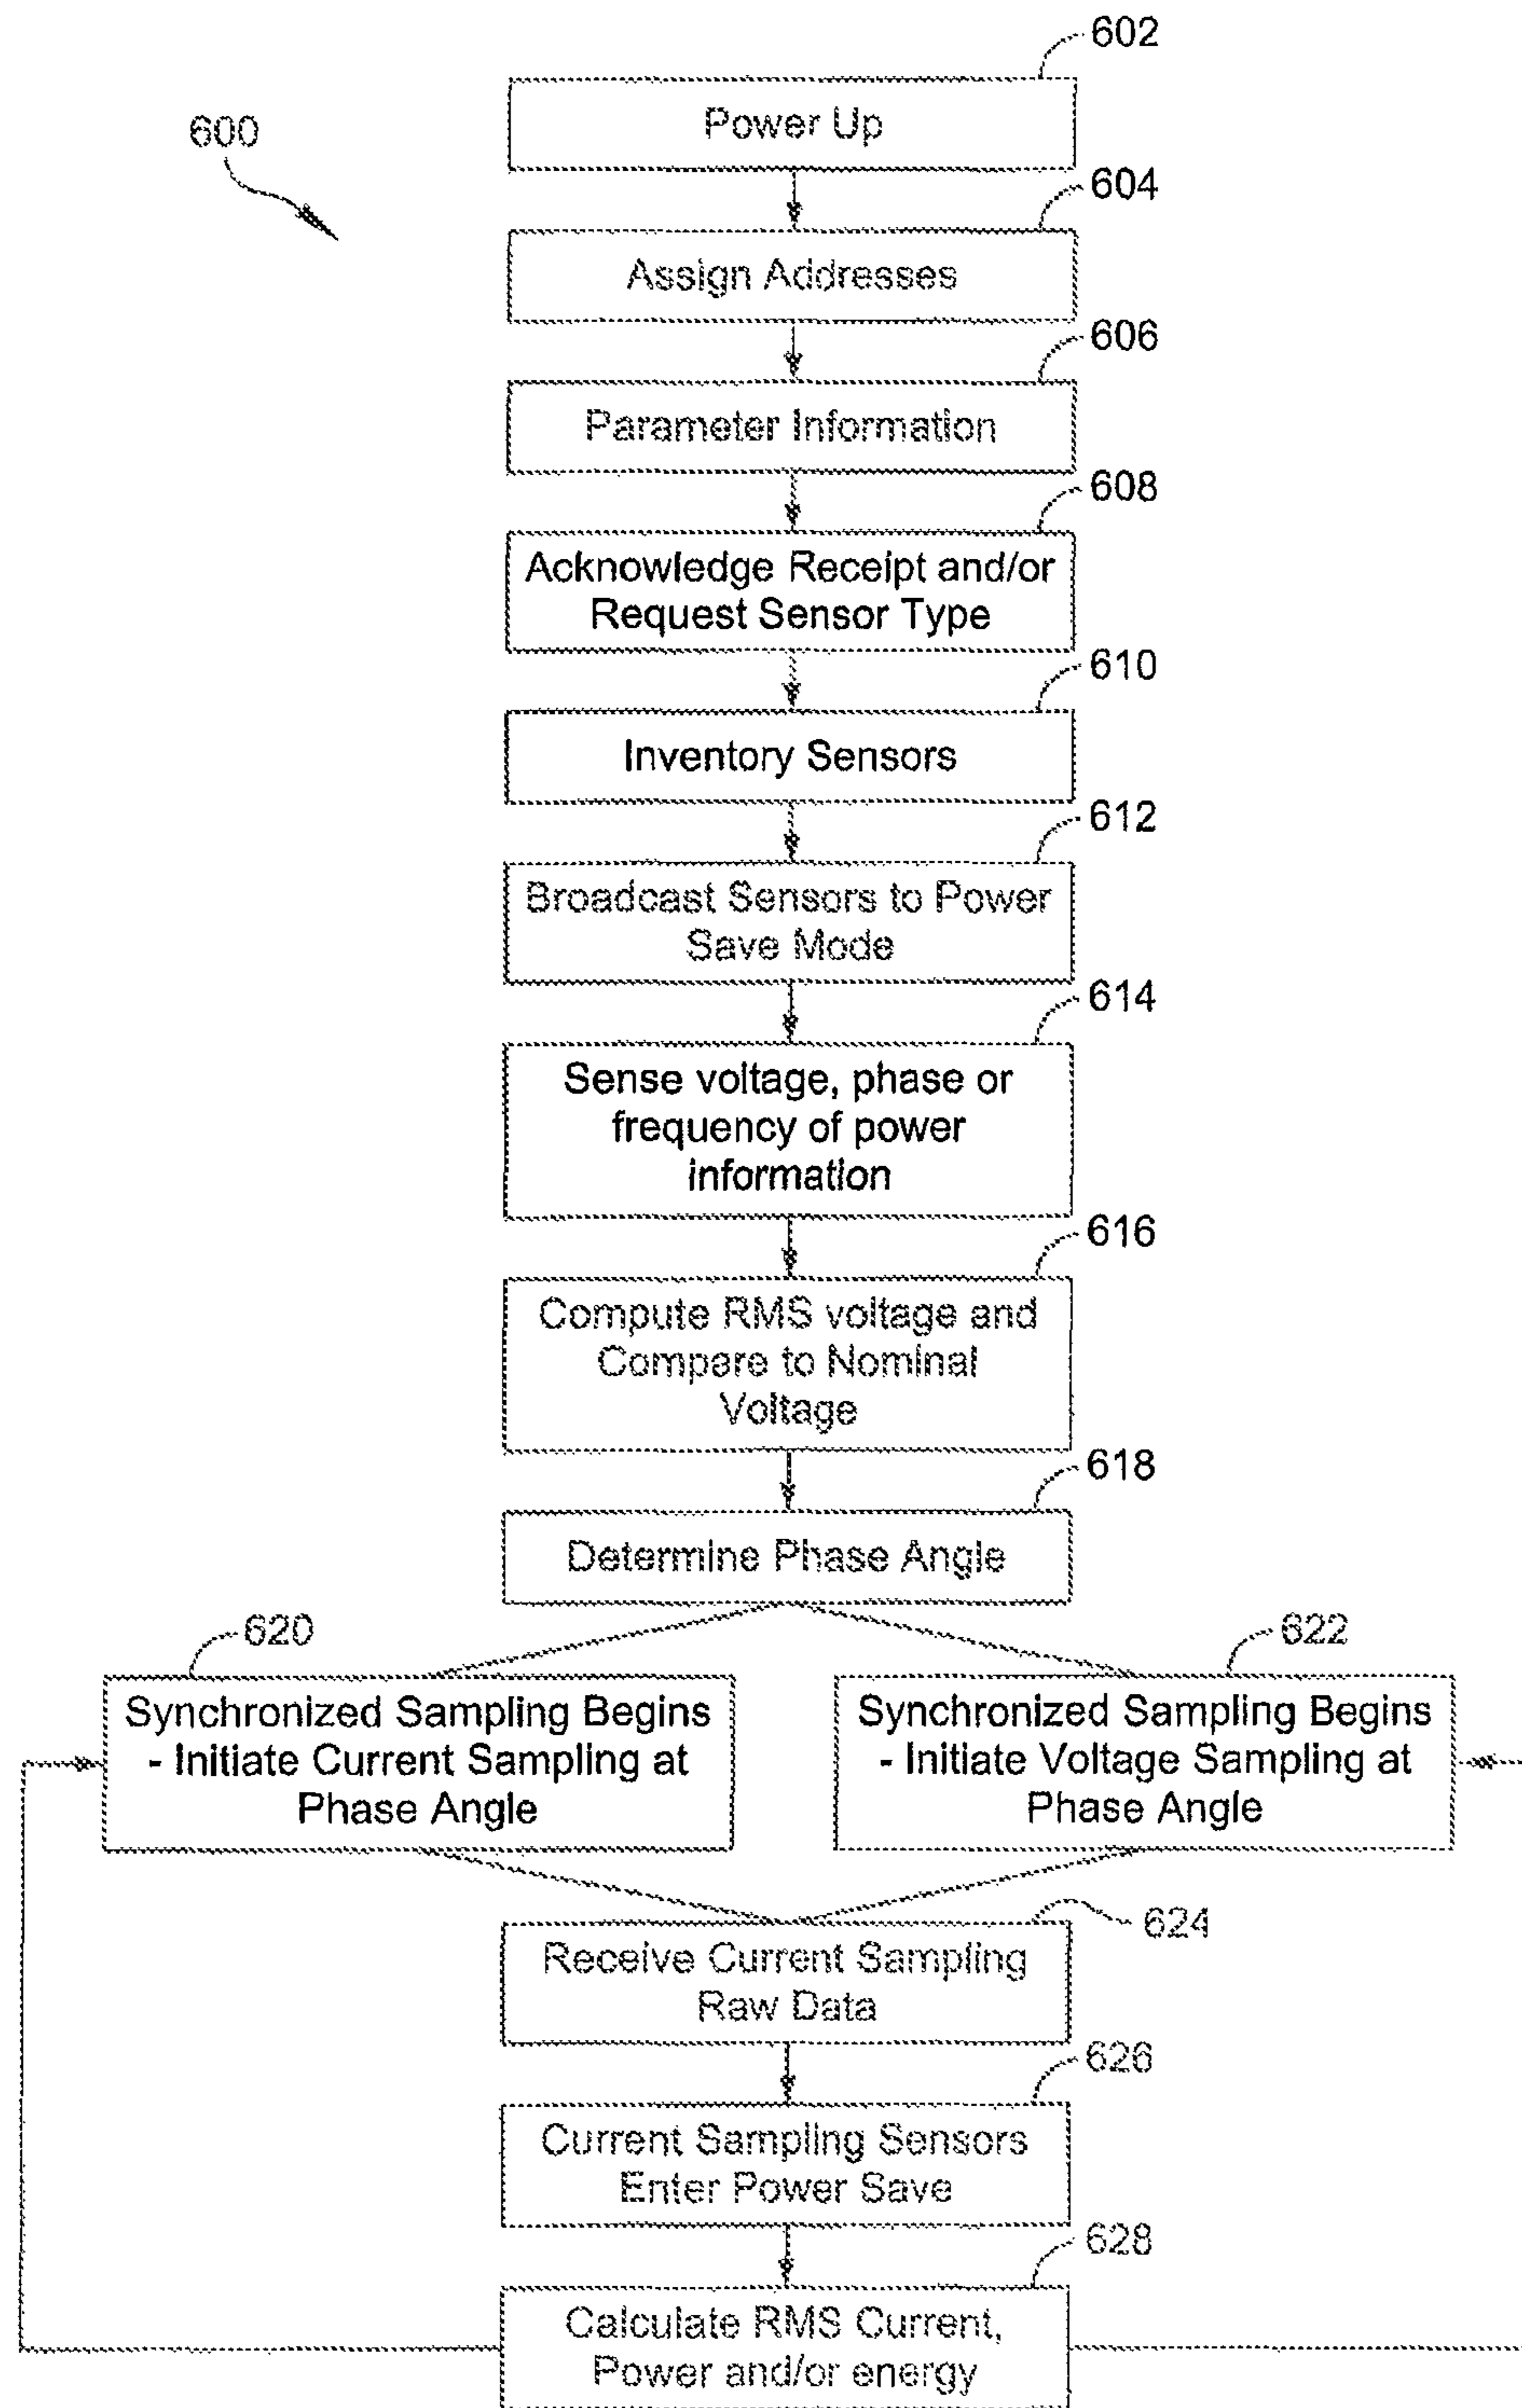 602
600
Power Up
604
Assign Addresses
606
Parameter Information
608
Acknowledge Receipt and/or
Request Sensor Type
610
Inventory Sensors
612
Broadcast Sensors to Power
Save Mode
614
Sense voltage, phase or
frequency of power
information
616
Compute RMS voltage and
Compare to Nominal
Voltage
618
Determine Phase Angle
620
622
Synchronized Sampling Begins
- Initiate Current Sampling at
Phase Angle
Synchronized Sampling Begins
- Initiate Voltage Sampling at
Phase Angle
624
Receive Current Sampling
Raw Data
626
Current Sampling Sensors
Enter Power Save
628
Calculate RMS Current,
Power and/or energy